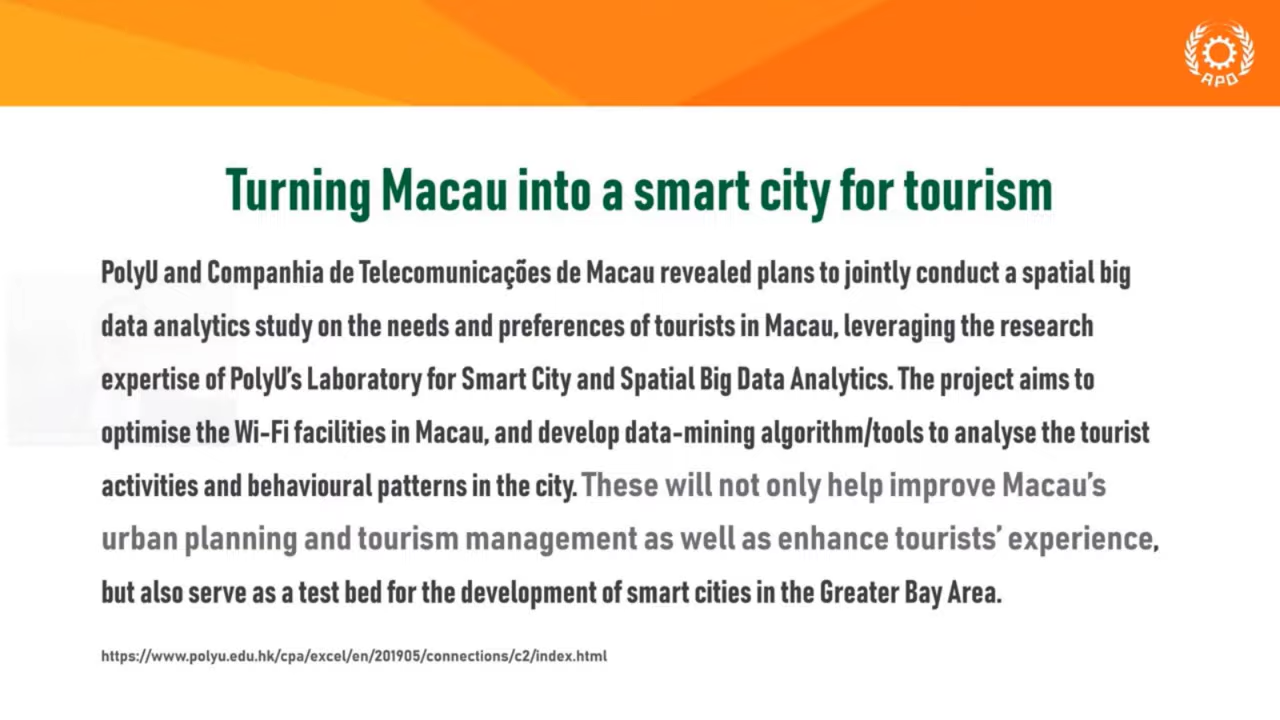 APO
Turning Macau into a smart city for tourism
PolyU and Companhia de Telecomunicações de Macau revealed plans to jointly conduct a spatial big
data analytics study on the needs and preferences of tourists in Macau, leveraging the research
expertise of PolyU's Laboratory for Smart City and Spatial Big Data Analytics. The project aims to
optimise the Wi-Fi facilities in Macau, and develop data-mining algorithm/tools to analyse the tourist
activities and behavioural patterns in the city. These will not only help improve Macau's
urban planning and tourism management as well as enhance tourists' experience,
but also serve as a test bed for the development of smart cities in the Greater Bay Area.
https://www.polyu.edu.hk/cpa/excel/en/201905/connections/c2/index.html